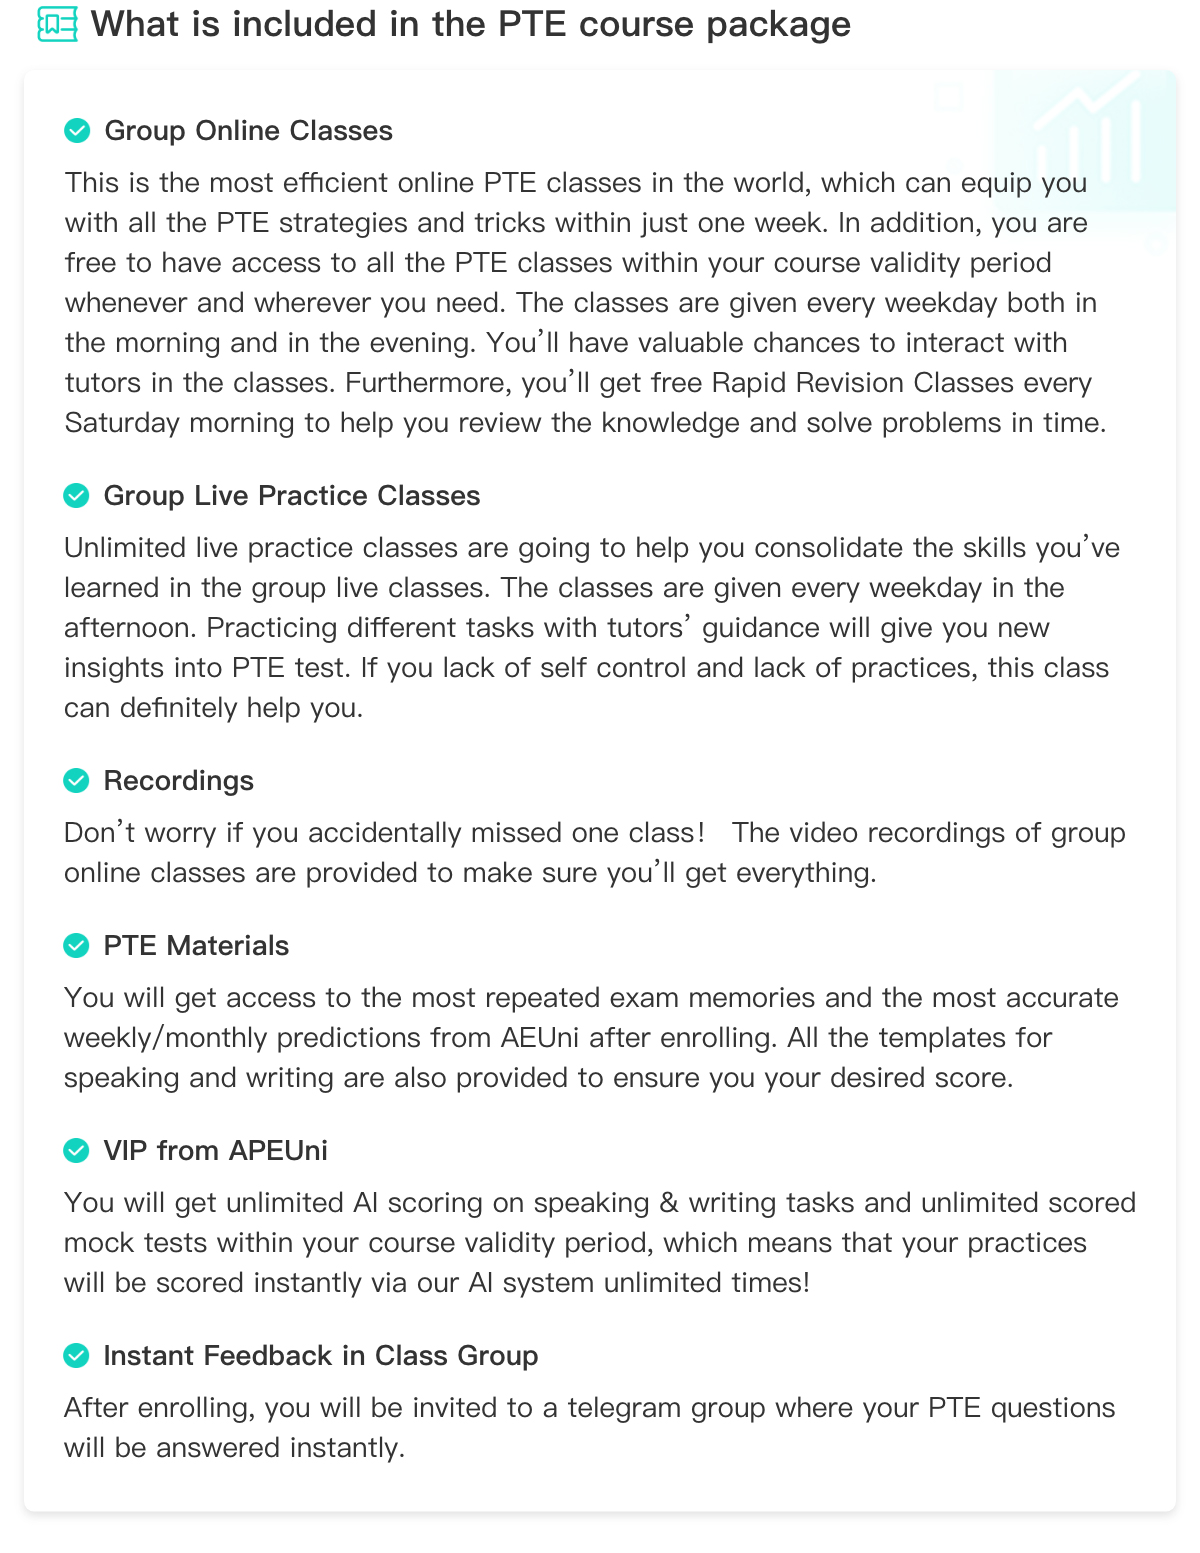 What is included in the PTE course package
Group Online Classes
This is the most efficient online PTE classes in the world, which can equip you
with all the PTE strategies and tricks within just one week. In addition, you are
free to have access to all the PTE classes within your course validity period
whenever and wherever you need. The classes are given every weekday both in
the morning and in the evening. You’ll have valuable chances to interact with
tutors in the classes. Furthermore, you’ll get free Rapid Revision Classes every
Saturday morning to help you review the knowledge and solve problems in time.
Group Live Practice Classes
Unlimited live practice classes are going to help you consolidate the skills you’ve
learned in the group live classes. The classes are given every weekday in the
afternoon. Practicing different tasks with tutors’ guidance will give you new
insights into PTE test. If you lack of self control and lack of practices, this class
can definitely help you.
Recordings
Don’t worry if you accidentally missed one class！ The video recordings of group
online classes are provided to make sure you’ll get everything.
PTE Materials
You will get access to the most repeated exam memories and the most accurate
weekly/monthly predictions from AEUni after enrolling. All the templates for
speaking and writing are also provided to ensure you your desired score.
VIP from APEUni
You will get unlimited AI scoring on speaking & writing tasks and unlimited scored
mock tests within your course validity period, which means that your practices
will be scored instantly via our AI system unlimited times!
Instant Feedback in Class Group
After enrolling, you will be invited to a telegram group where your PTE questions
will be answered instantly.